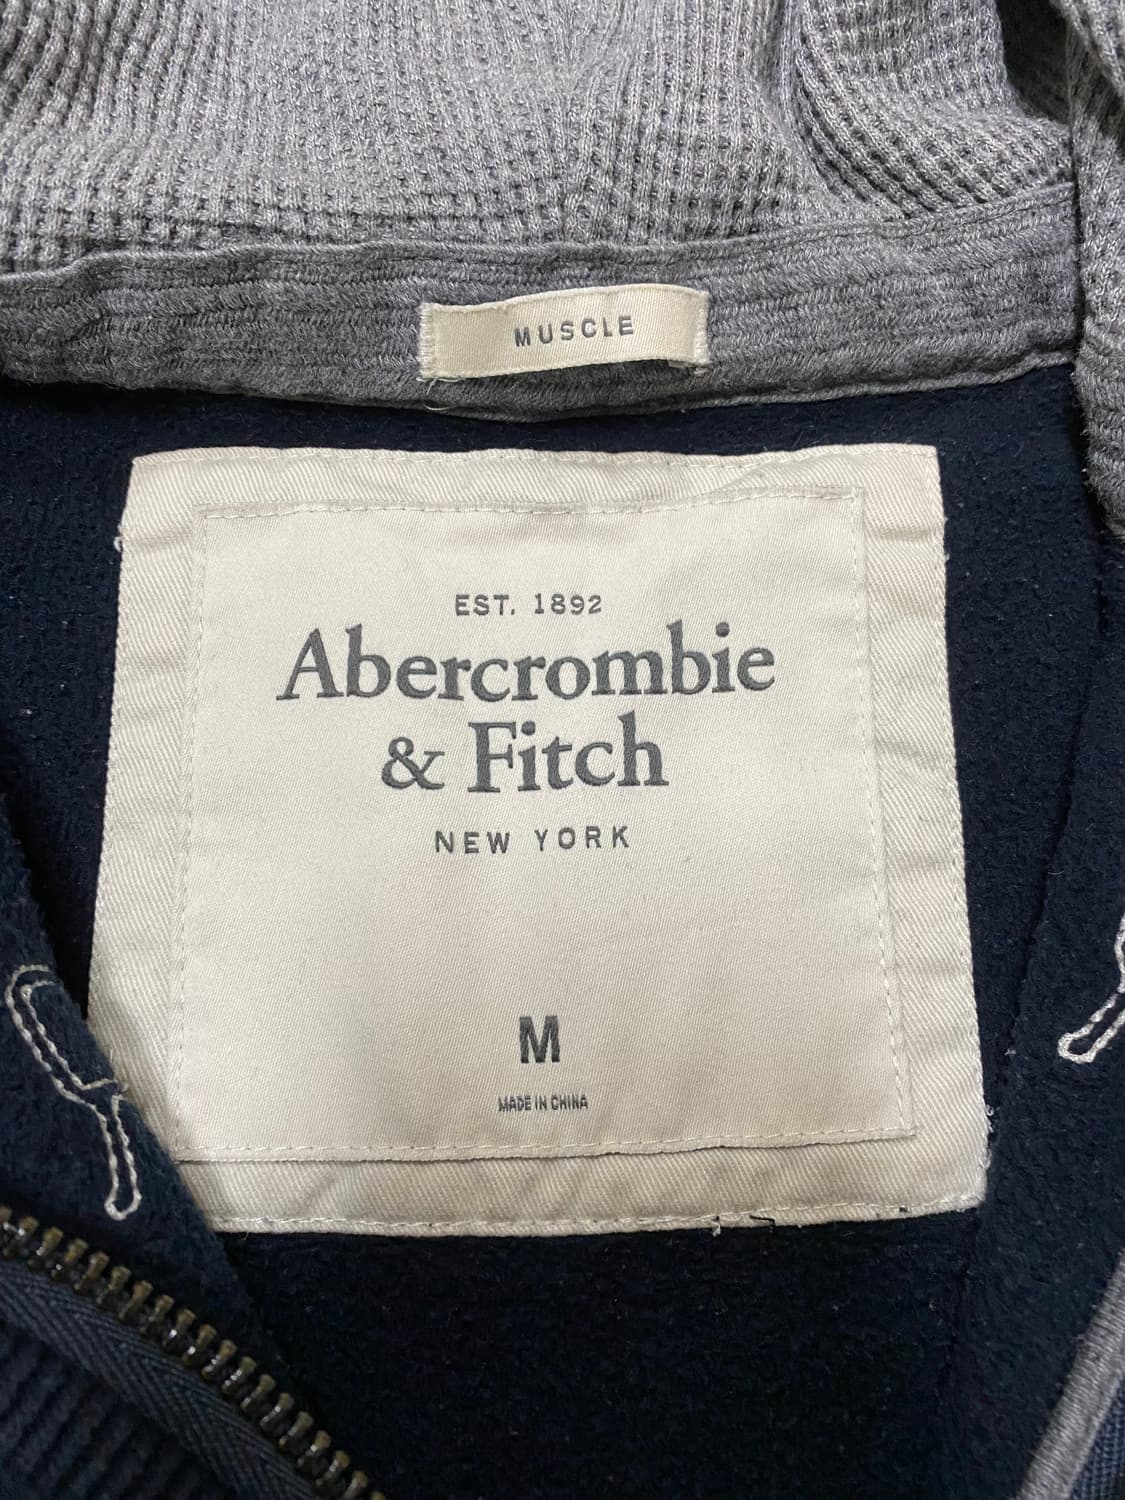 MUSCLE
EST. 1892
Abercrombie
& Fitch
NEW YORK
M
MADE IN CHINA